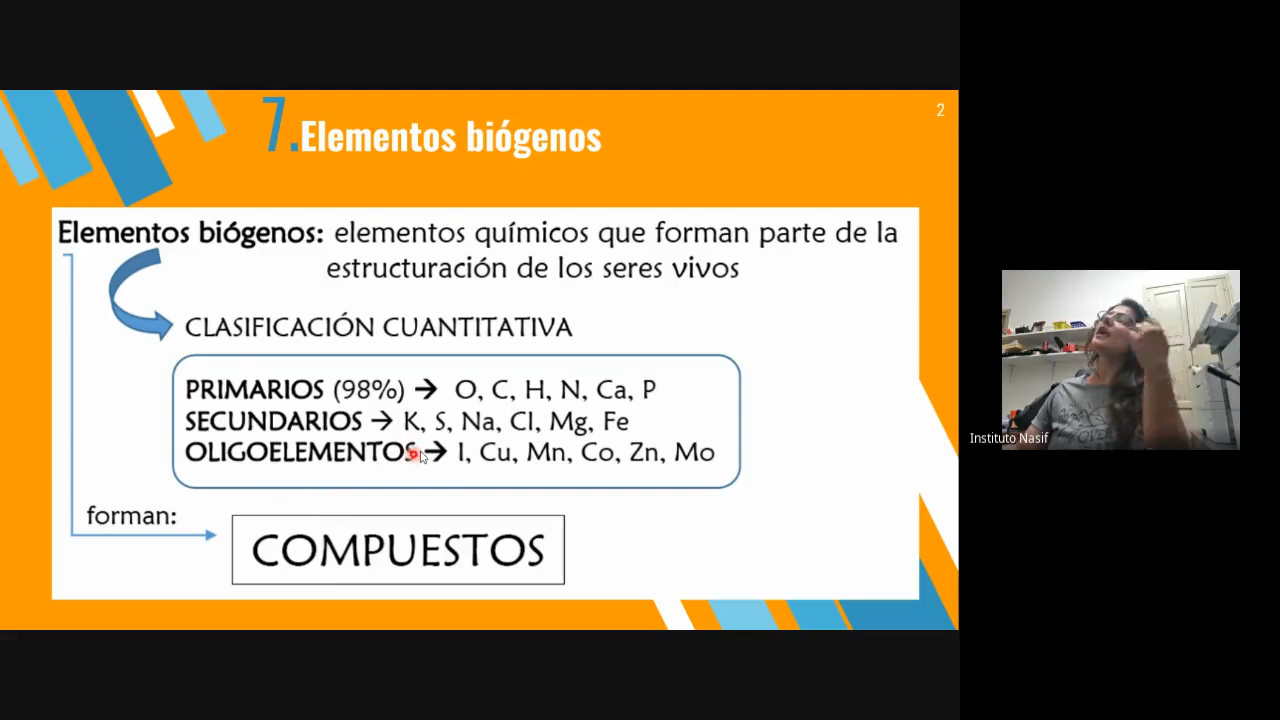 2
7.Elementos biógenos
Elementos biógenos: elementos químicos que forman parte de la
estructuración de los seres vivos
CLASIFICACIÓN CUANTITATIVA
PRIMARIOS (98%) → O, C, H, N, Ca, P
SECUNDARIOS → K, S, Na, Cl, Mg, Fe
OLIGOELEMENTOS → I, Cu, Mn, Co, Zn, Mo
forman:
COMPUESTOS
Instituto Nasif